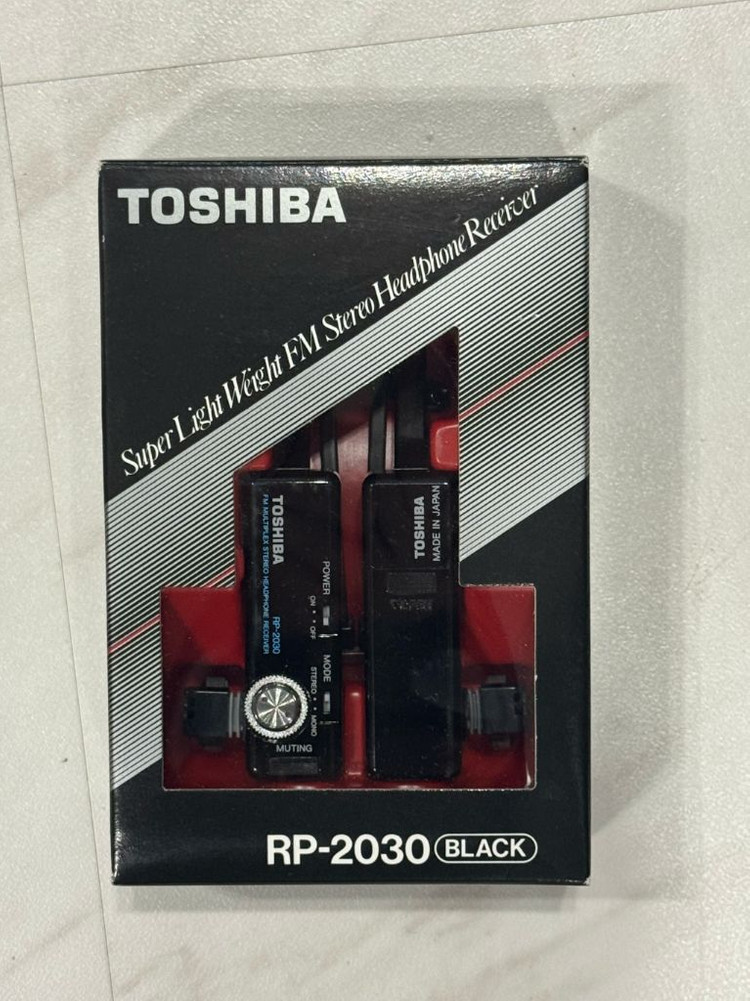 TOSHIBA
Super Light Weight FM Stereo Headphone Receiver
TOSHIBA
FM MULTIPLEX STEREO HEADPHONE RECEIVER
RP-2030
POWER
ON • • OFF
MODE
STEREO • • MONO
MUTING
TOSHIBA
MADE IN JAPAN
RP-2030 BLACK